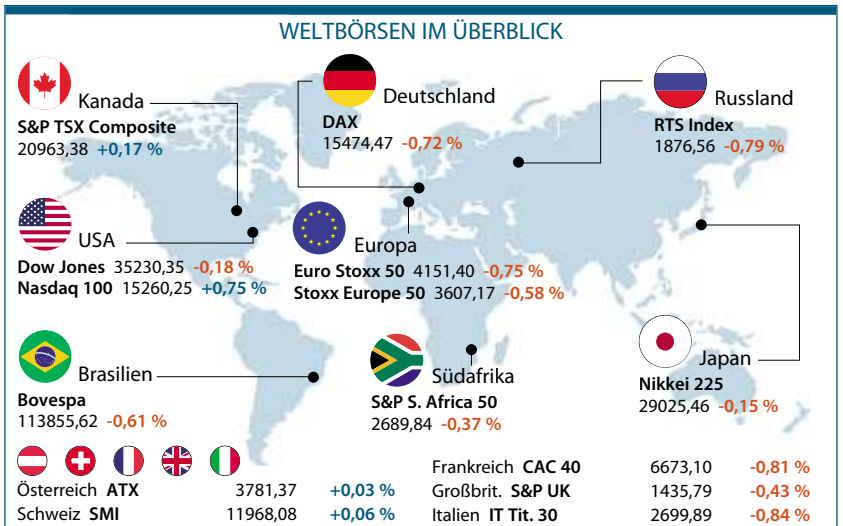 WELTBÖRSEN IM ÜBERBLICK
Kanada
S&P TSX Composite
20963,38 +0,17 %
Deutschland
DAX
15474,47 -0,72 %
Russland
RTS Index
1876,56 -0,79 %
USA
Dow Jones 35230,35 -0,18 %
Nasdaq 100 15260,25 +0,75 %
Europa
Euro Stoxx 50 4151,40 -0,75 %
Stoxx Europe 50 3607,17 -0,58 %
Brasilien
Bovespa
113855,62 -0,61 %
Südafrika
S&P S. Africa 50
2689,84 -0,37 %
Japan
Nikkei 225
29025,46 -0,15 %
Österreich ATX 3781,37 +0,03 %
Schweiz SMI 11968,08 +0,06 %
Frankreich CAC 40 6673,10 -0,81 %
Großbrit. S&P UK 1435,79 -0,43 %
Italien IT Tit. 30 2699,89 -0,84 %